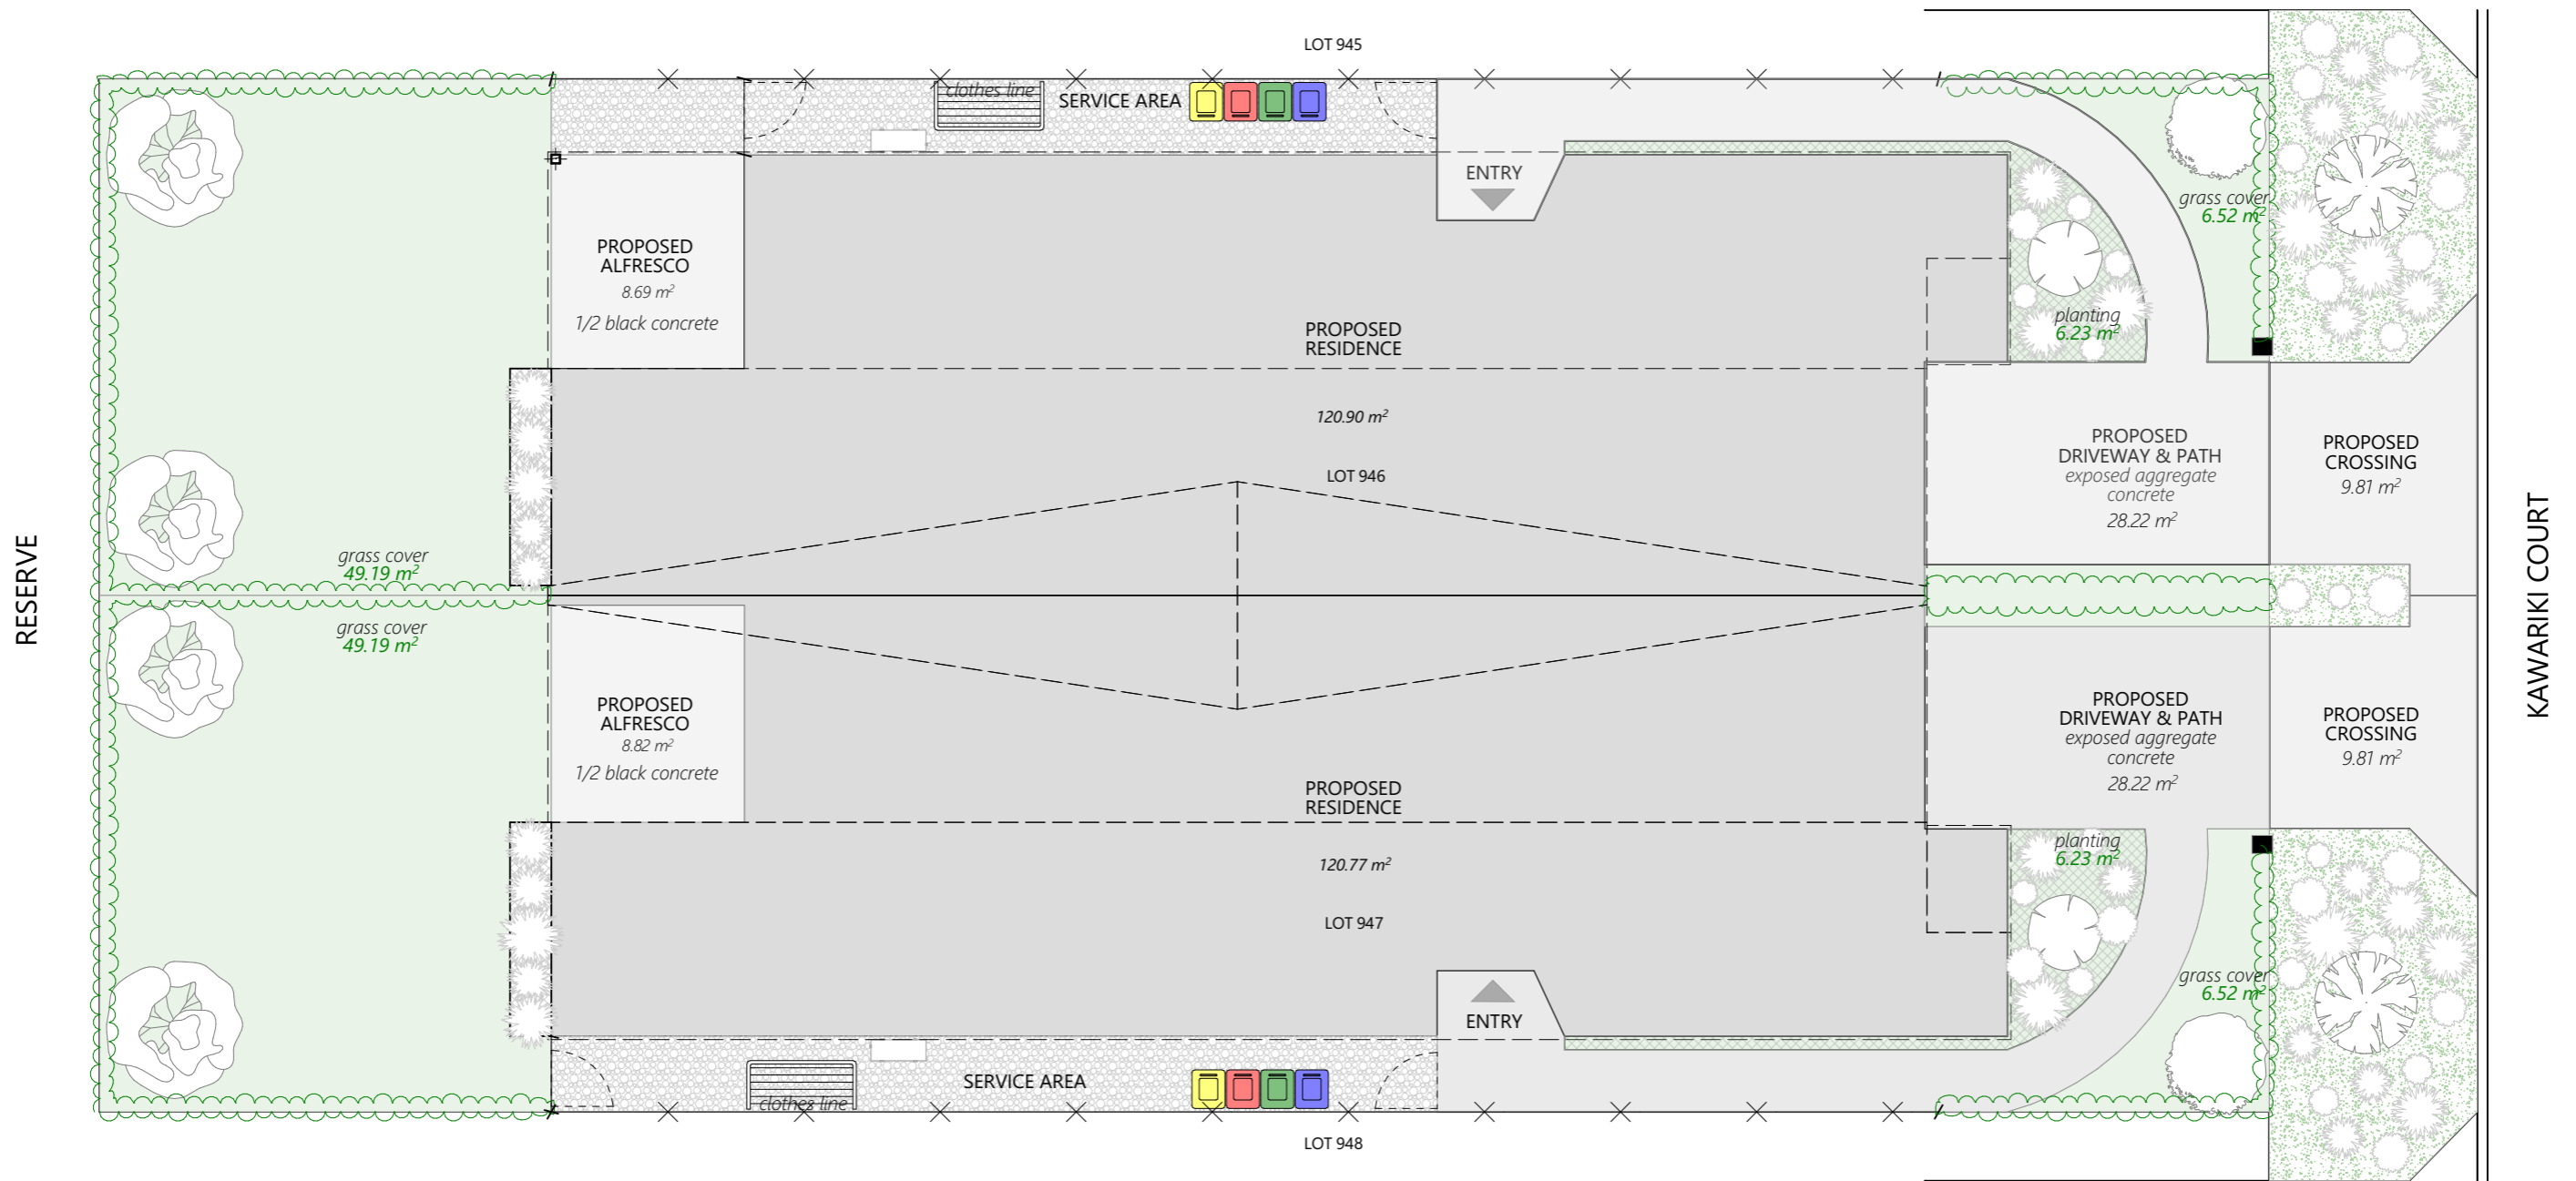 LOT 945
clothes line
SERVICE AREA
ENTRY
grass cover
6.52 m²
PROPOSED
ALFRESCO
8.69 m²
1/2 black concrete
planting
6.23 m²
PROPOSED
RESIDENCE
120.90 m²
LOT 946
PROPOSED
DRIVEWAY & PATH
exposed aggregate
concrete
28.22 m²
PROPOSED
CROSSING
9.81 m²
RESERVE
KAWARIKI COURT
grass cover
49.19 m²
grass cover
49.19 m²
PROPOSED
ALFRESCO
8.82 m²
1/2 black concrete
PROPOSED
DRIVEWAY & PATH
exposed aggregate
concrete
28.22 m²
PROPOSED
CROSSING
9.81 m²
PROPOSED
RESIDENCE
120.77 m²
LOT 947
planting
6.23 m²
grass cover
6.52 m²
ENTRY
SERVICE AREA
clothes line
LOT 948